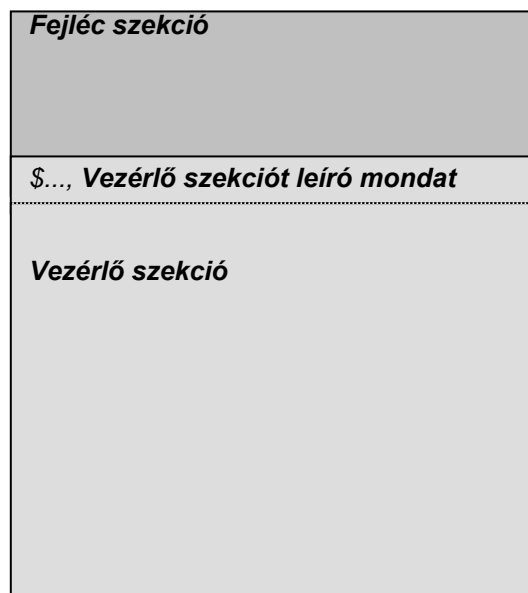 Fejléc szekció
$..., Vezérlő szekciót leíró mondat
Vezérlő szekció